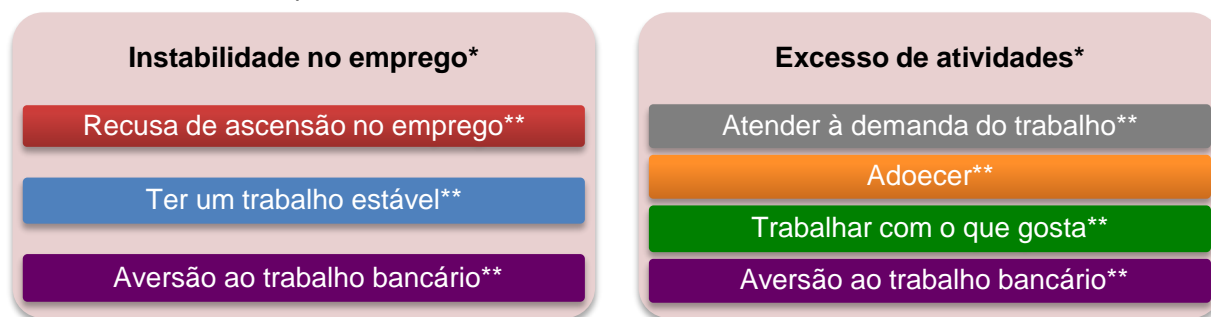 Instabilidade no emprego*
Recusa de ascensão no emprego**
Ter um trabalho estável**
Aversão ao trabalho bancário**
Excesso de atividades*
Atender à demanda do trabalho**
Adoecer**
Trabalhar com o que gosta**
Aversão ao trabalho bancário**